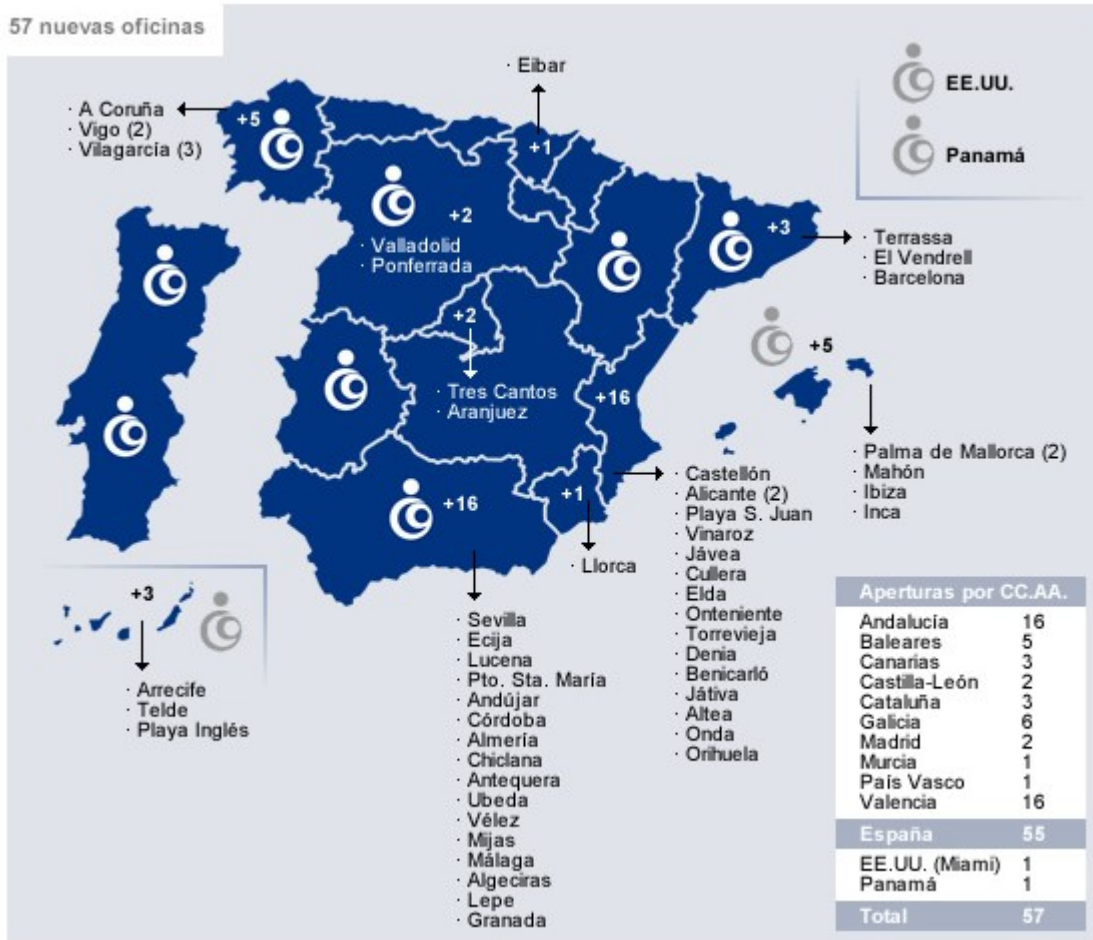 57 nuevas oficinas
· Eibar
EE.UU.
Panamá
· A Coruña
· Vigo (2)
· Vilagarcía (3)
+5
+1
+2
· Valladolid
· Ponferrada
+3
· Terrassa
· El Vendrell
· Barcelona
+2
· Tres Cantos
· Aranjuez
+5
+16
· Palma de Mallorca (2)
· Mahón
· Ibiza
· Inca
+16
+1
· Llorca
· Castellón
· Alicante (2)
· Playa S. Juan
· Vinaroz
· Jávea
· Cullera
· Elda
· Onteniente
· Torrevieja
· Denia
· Benicarló
· Játiva
· Altea
· Onda
· Orihuela
+3
· Arrecife
· Telde
· Playa Inglés
· Sevilla
· Ecija
· Lucena
· Pto. Sta. María
· Andújar
· Córdoba
· Almería
· Chiclana
· Antequera
· Ubeda
· Vélez
· Mijas
· Málaga
· Algeciras
· Lepe
· Granada
Aperturas por CC.AA.
Andalucía 16
Baleares 5
Canarias 3
Castilla-León 2
Cataluña 3
Galicia 6
Madrid 2
Murcia 1
País Vasco 1
Valencia 16
España 55
EE.UU. (Miami) 1
Panamá 1
Total 57